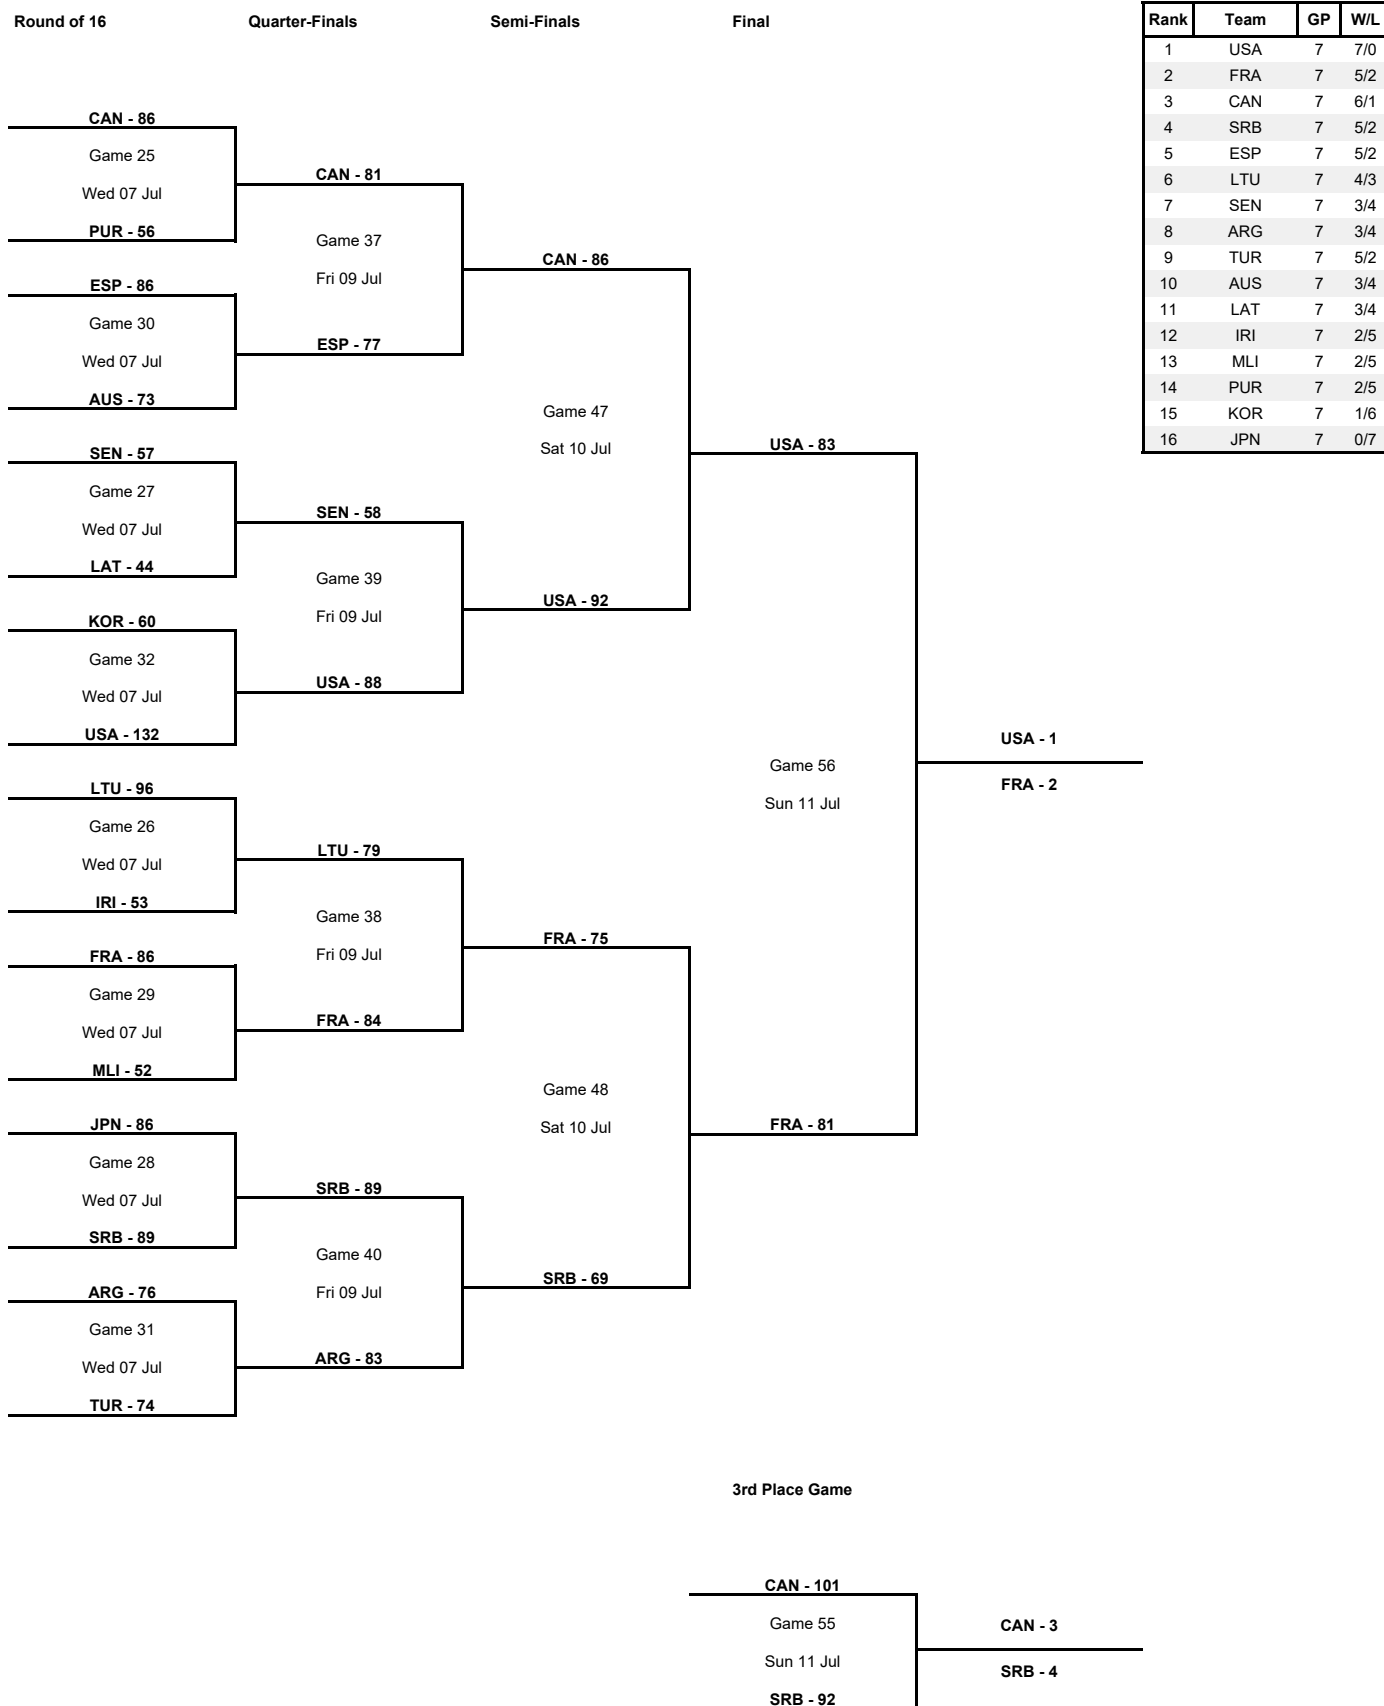 Round of 16 Quarter-Finals Semi-Finals Final
CAN - 86
Game 25
Wed 07 Jul
PUR - 56
ESP - 86
Game 30
Wed 07 Jul
AUS - 73
SEN - 57
Game 27
Wed 07 Jul
LAT - 44
KOR - 60
Game 32
Wed 07 Jul
USA - 132
LTU - 96
Game 26
Wed 07 Jul
IRI - 53
FRA - 86
Game 29
Wed 07 Jul
MLI - 52
JPN - 86
Game 28
Wed 07 Jul
SRB - 89
ARG - 76
Game 31
Wed 07 Jul
TUR - 74
CAN - 81
Game 37
Fri 09 Jul
ESP - 77
SEN - 58
Game 39
Fri 09 Jul
USA - 88
LTU - 79
Game 38
Fri 09 Jul
FRA - 84
SRB - 89
Game 40
Fri 09 Jul
ARG - 83
CAN - 86
Game 47
Sat 10 Jul
USA - 92
FRA - 75
Game 48
Sat 10 Jul
SRB - 69
USA - 83
Game 56
Sun 11 Jul
FRA - 81
USA - 1
FRA - 2
3rd Place Game
CAN - 101
Game 55
Sun 11 Jul
SRB - 92
CAN - 3
SRB - 4
Rank Team GP W/L
1 USA 7 7/0
2 FRA 7 5/2
3 CAN 7 6/1
4 SRB 7 5/2
5 ESP 7 5/2
6 LTU 7 4/3
7 SEN 7 3/4
8 ARG 7 3/4
9 TUR 7 5/2
10 AUS 7 3/4
11 LAT 7 3/4
12 IRI 7 2/5
13 MLI 7 2/5
14 PUR 7 2/5
15 KOR 7 1/6
16 JPN 7 0/7